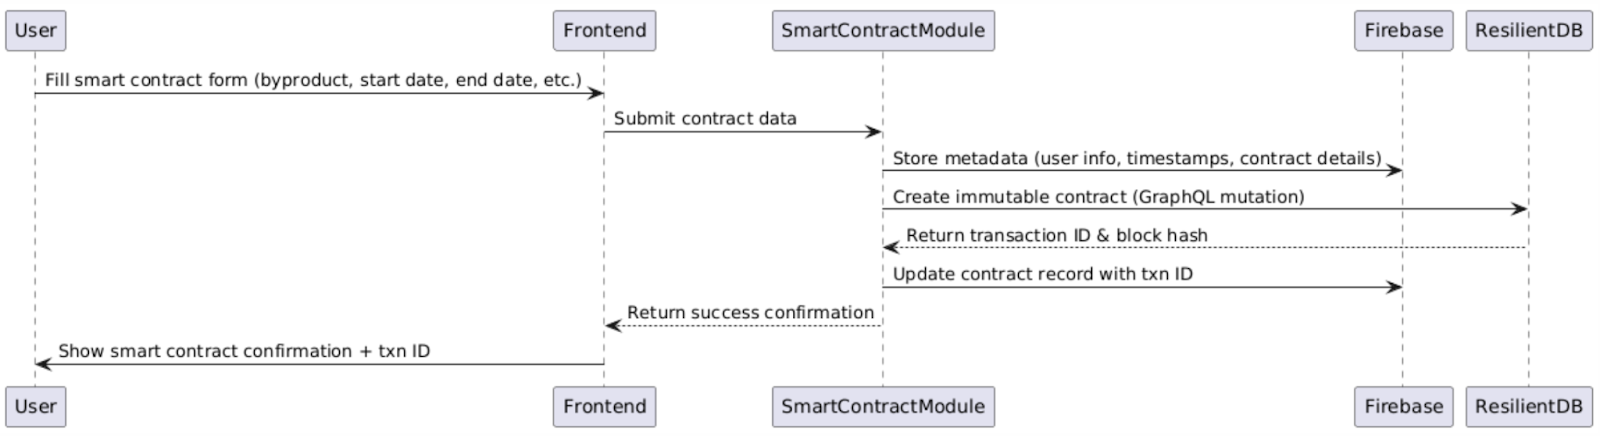 User Frontend SmartContractModule Firebase ResilientDB
Fill smart contract form (byproduct, start date, end date, etc.)
Submit contract data
Store metadata (user info, timestamps, contract details)
Create immutable contract (GraphQL mutation)
Return transaction ID & block hash
Update contract record with txn ID
Return success confirmation
Show smart contract confirmation + txn ID
User Frontend SmartContractModule Firebase ResilientDB